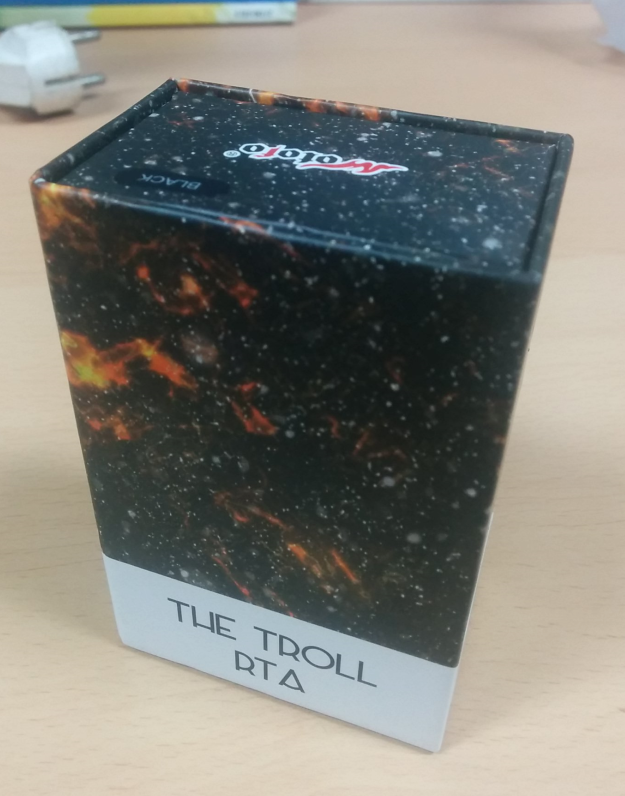 Wotofo®
BLACK
THE TROLL
RTA